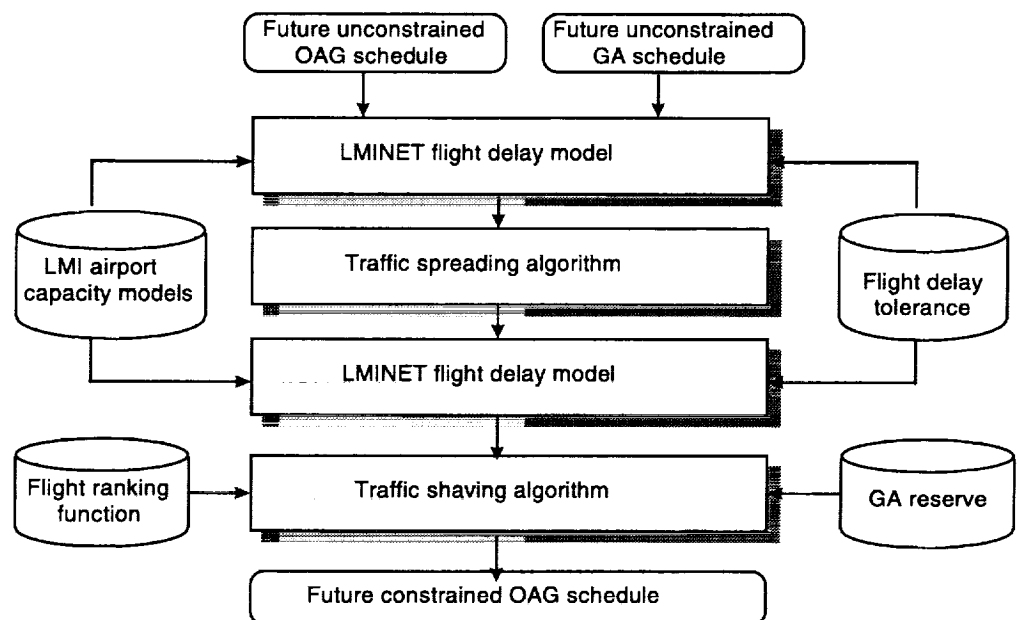 Future unconstrained
OAG schedule
Future unconstrained
GA schedule
LMINET flight delay model
LMI airport
capacity models
Traffic spreading algorithm
Flight delay
tolerance
LMINET flight delay model
Flight ranking
function
Traffic shaving algorithm
GA reserve
Future constrained OAG schedule